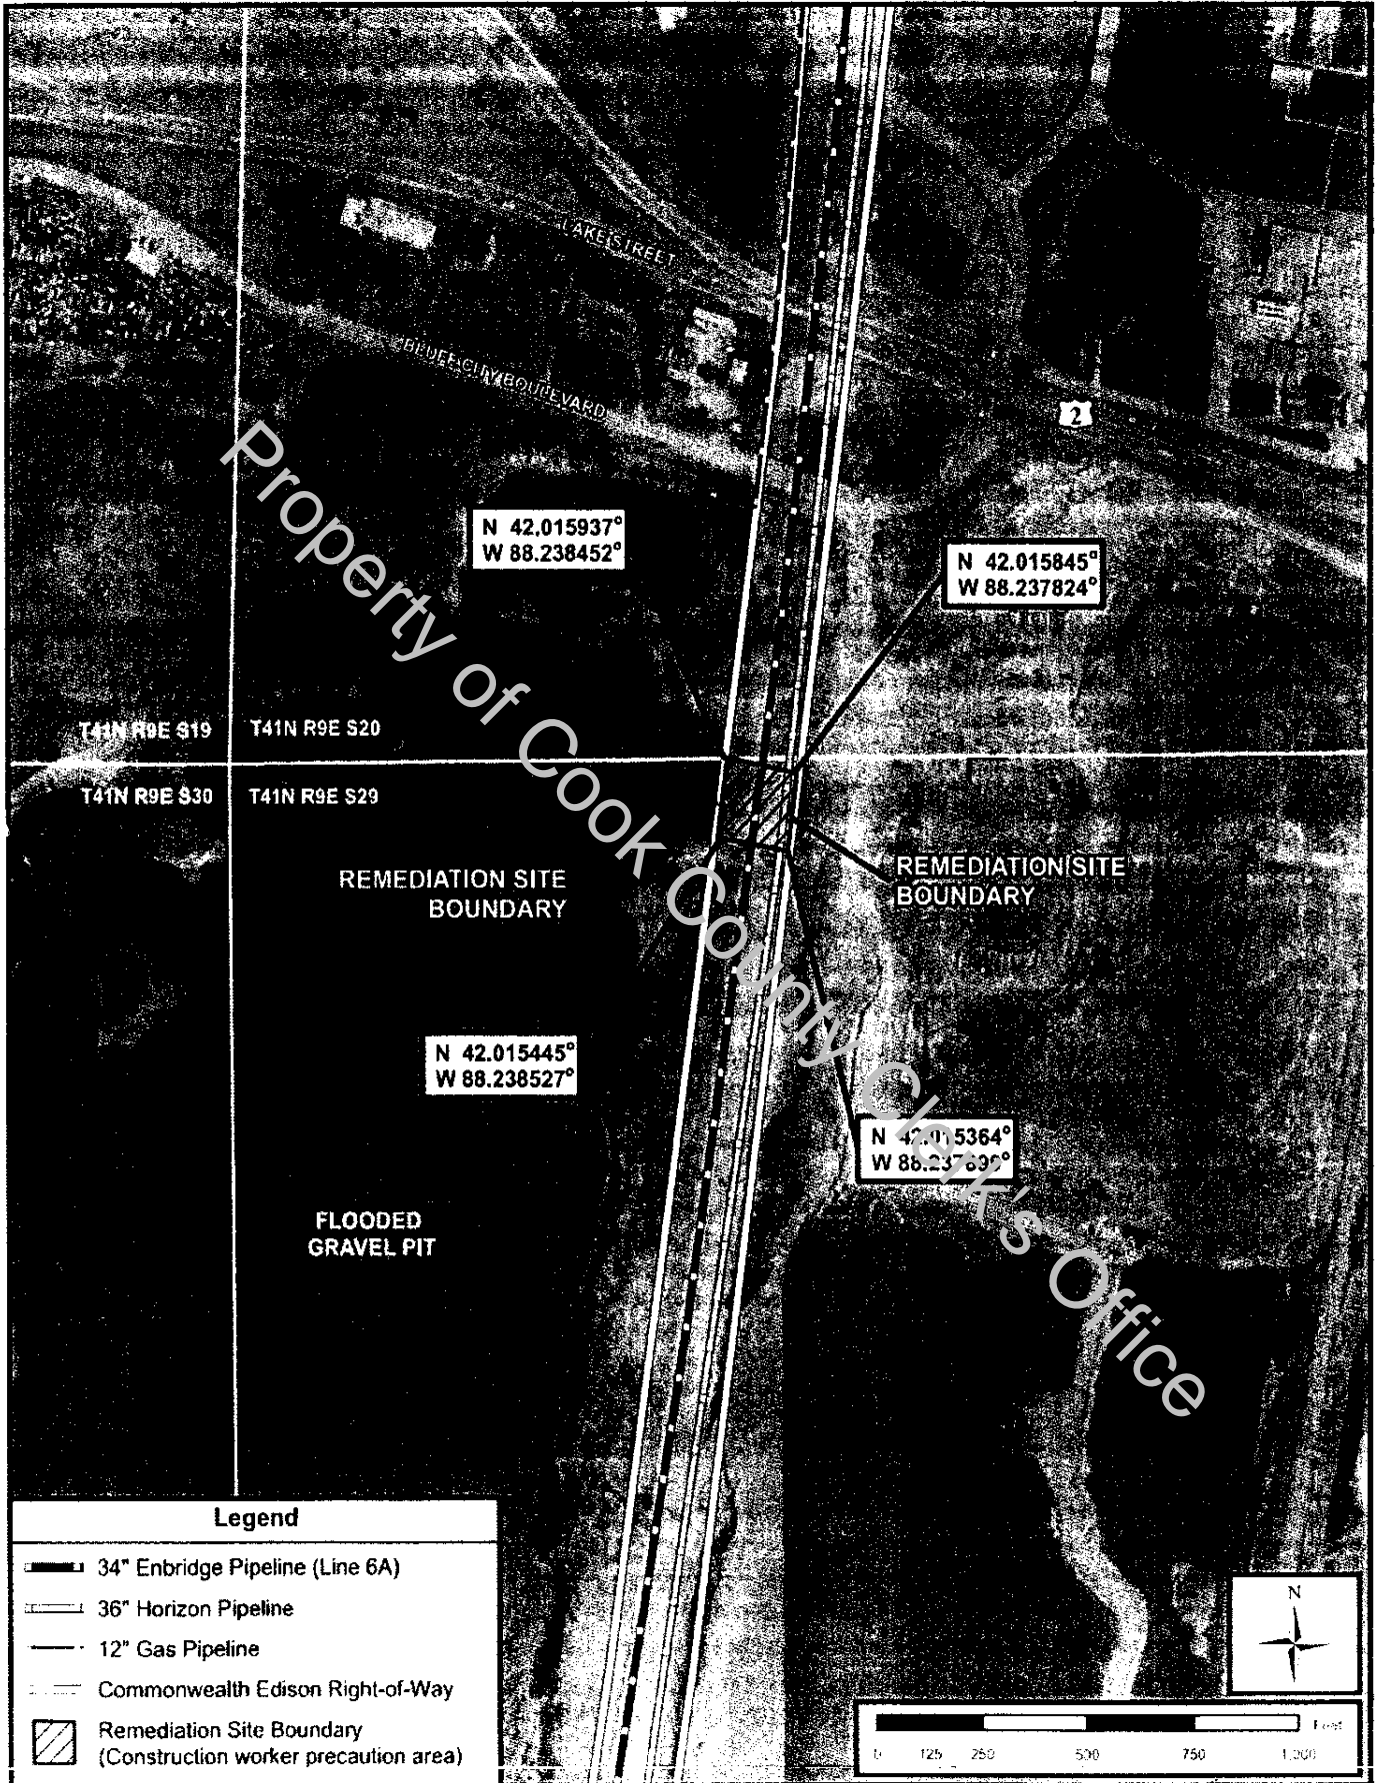 LAKE STREET
BLUFF CITY BOULEVARD
2
N 42.015937°
W 88.238452°
N 42.015845°
W 88.237824°
T41N R9E S19
T41N R9E S20
T41N R9E S30
T41N R9E S29
REMEDIATION SITE
BOUNDARY
REMEDIATION SITE
BOUNDARY
N 42.015445°
W 88.238527°
N 42.015364°
W
FLOODED
GRAVEL PIT
Property of Cook County Clerk's Office
Legend
34" Enbridge Pipeline (Line 6A)
36" Horizon Pipeline
12" Gas Pipeline
Commonwealth Edison Right-of-Way
Remediation Site Boundary
(Construction worker precaution area)
N
Feet
0 125 250 500 750 1,000